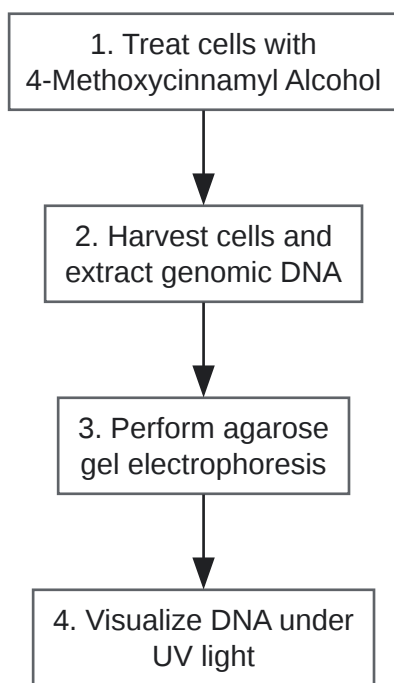 1. Treat cells with
4-Methoxycinnamyl Alcohol
2. Harvest cells and
extract genomic DNA
3. Perform agarose
gel electrophoresis
4. Visualize DNA under
UV light